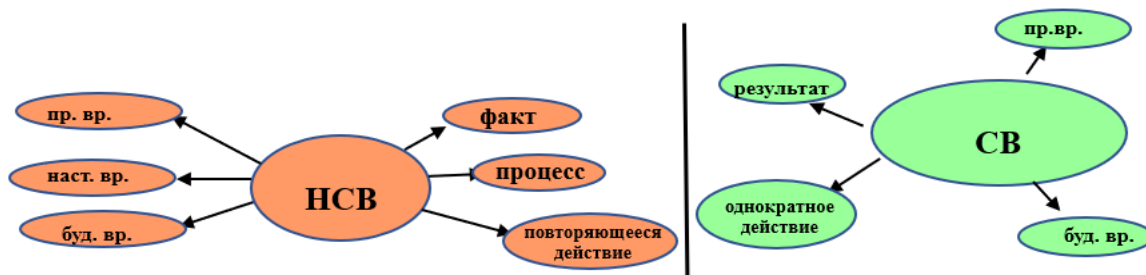 пр. вр.
наст. вр.
буд. вр.
НСВ
факт
процесс
повторяющееся
действие
пр.вр.
результат
СВ
однократное
действие
буд. вр.